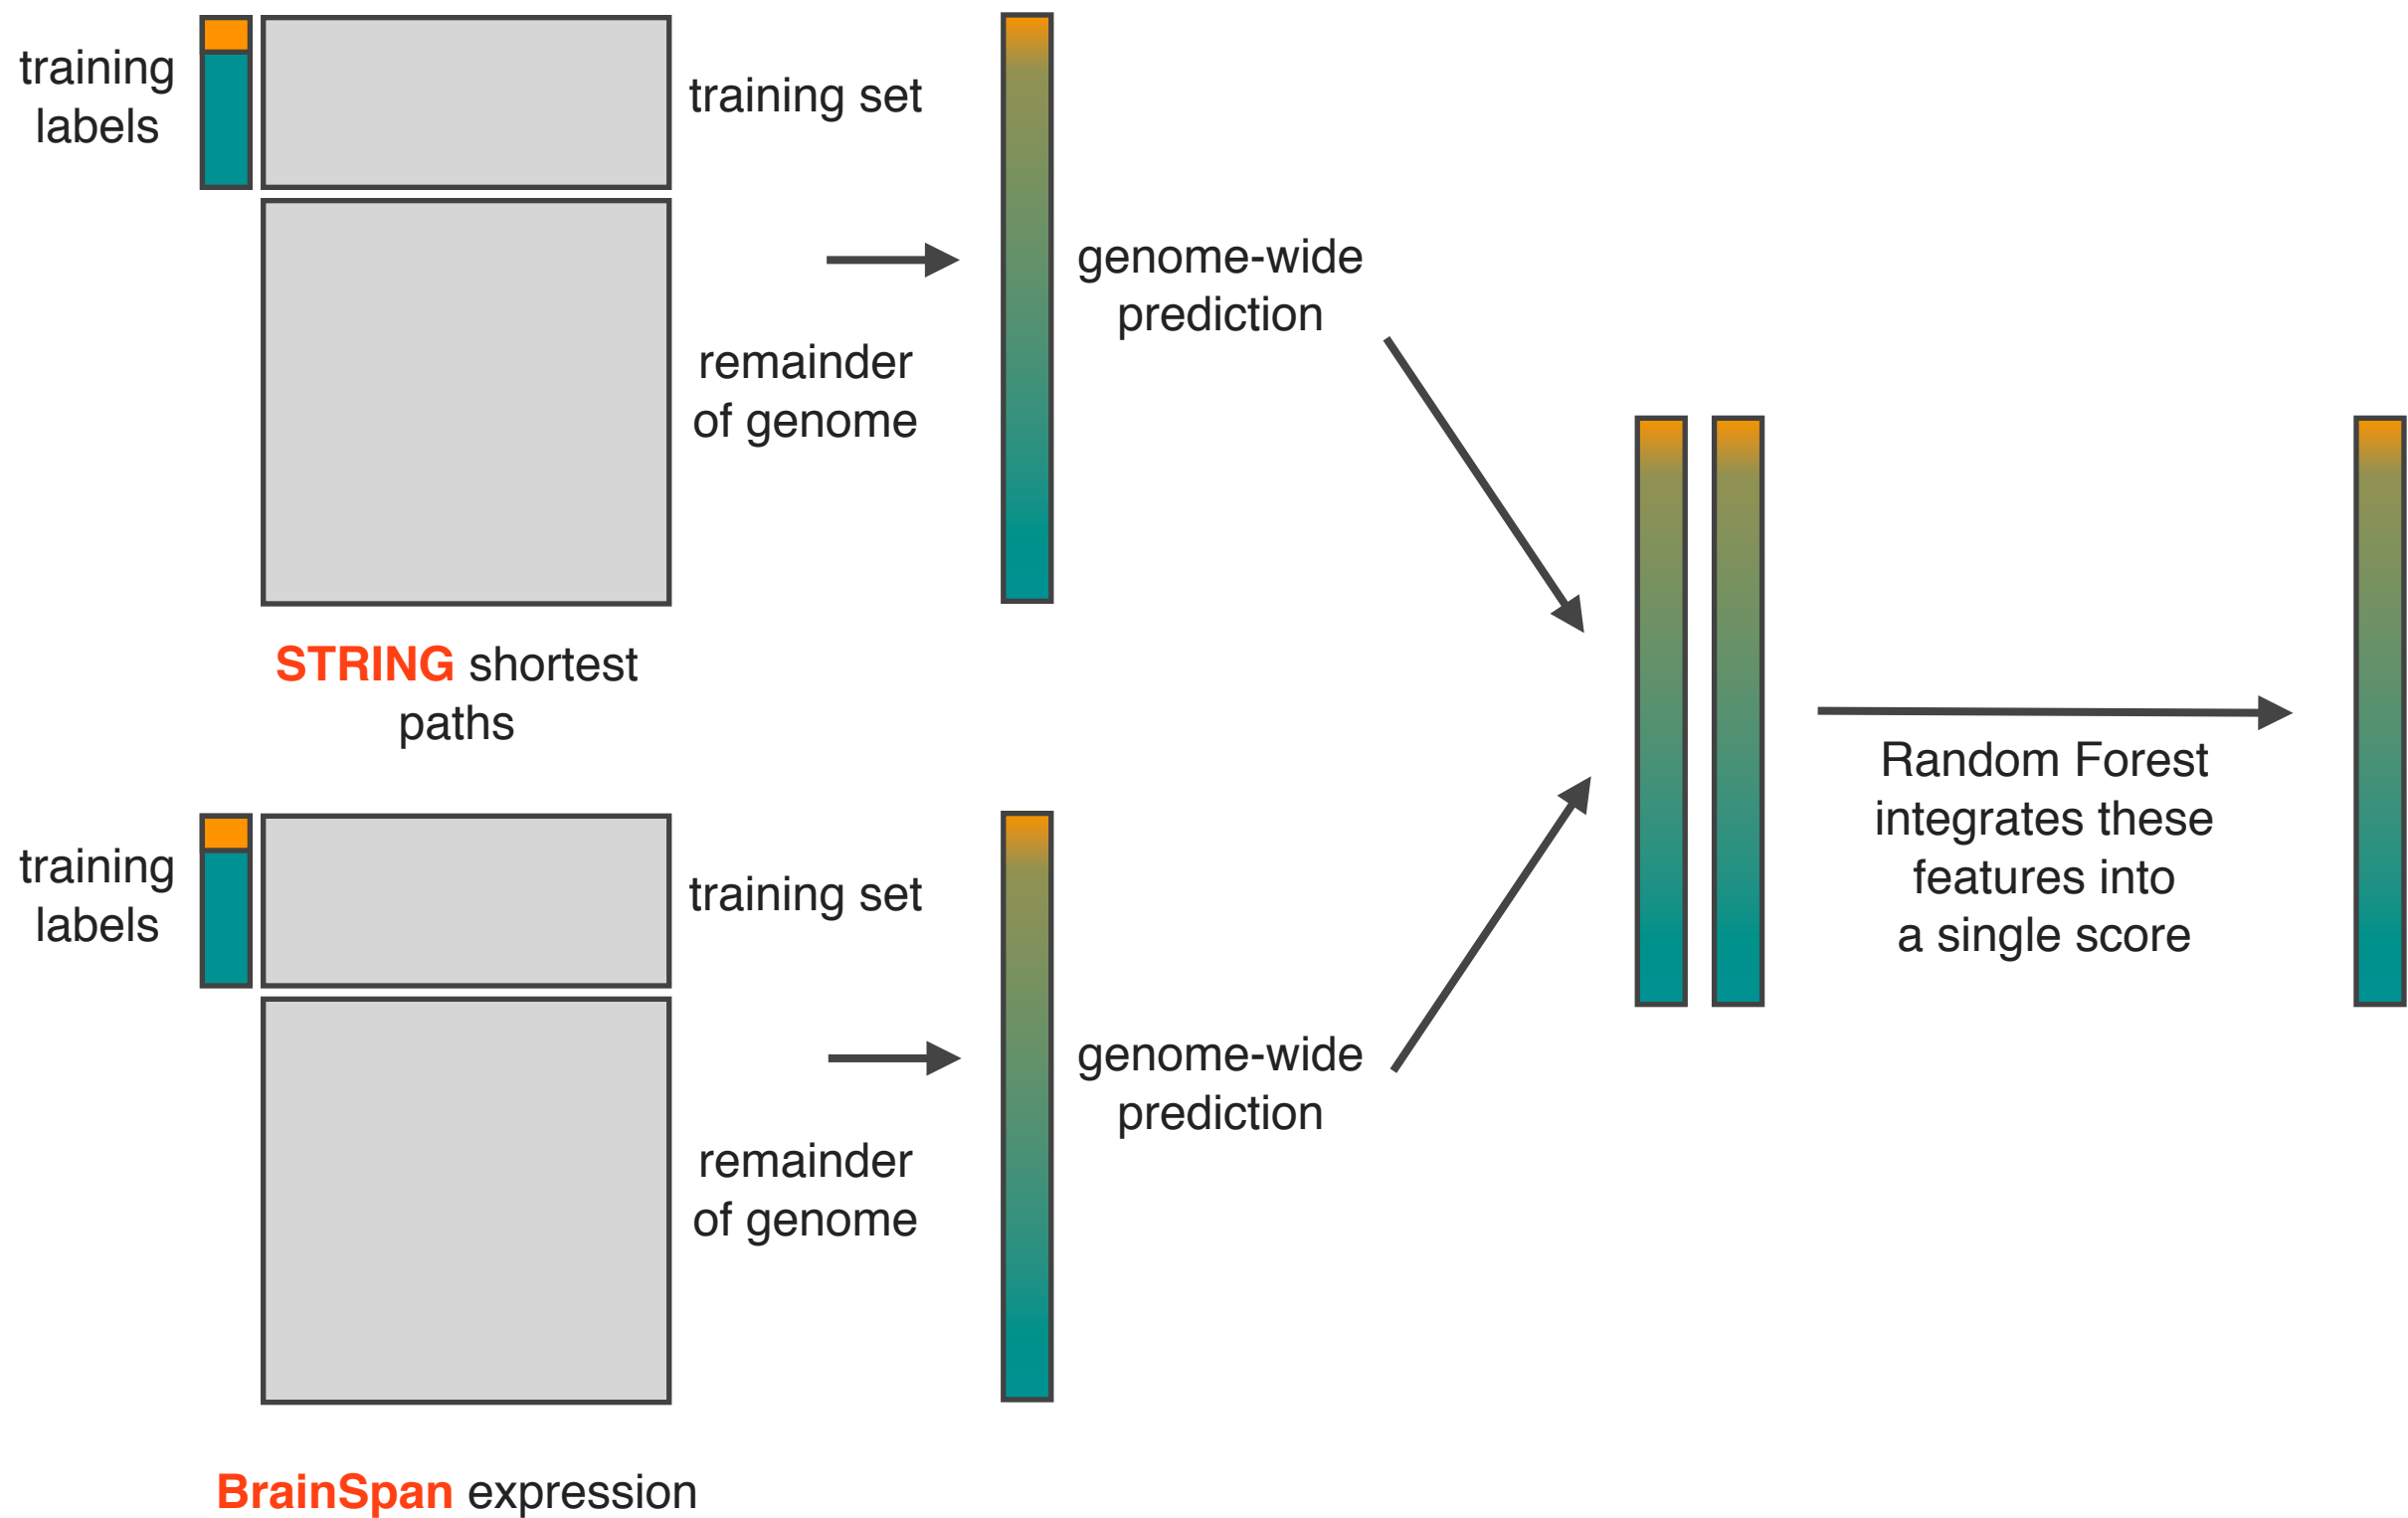 training
labels
training set
remainder
of genome
genome-wide
prediction
STRING shortest
paths
training
labels
training set
remainder
of genome
genome-wide
prediction
BrainSpan expression
Random Forest
integrates these
features into
a single score